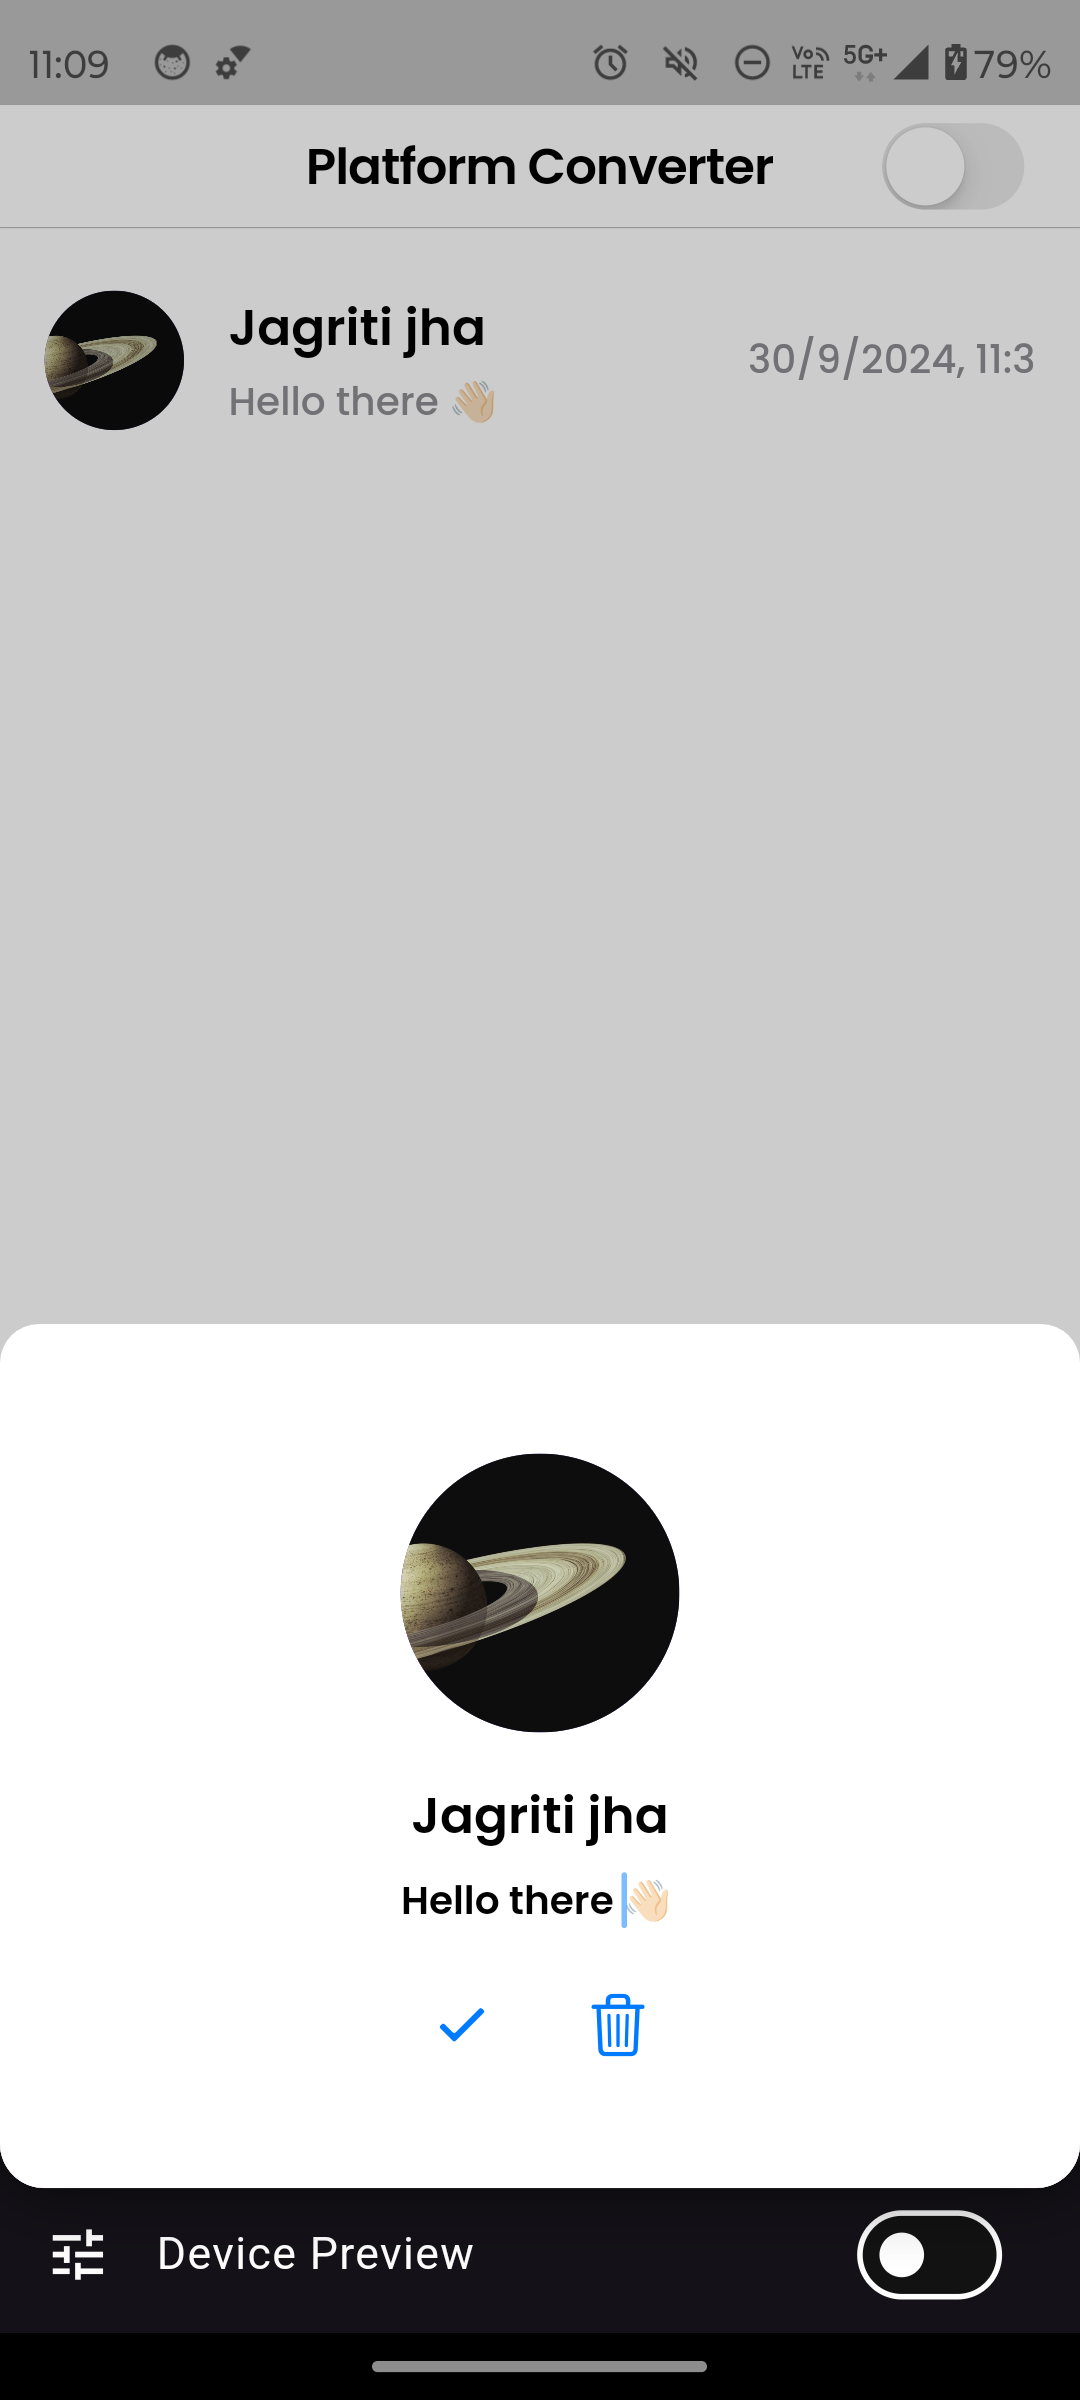 11:09 Vo LTE 5G+ 79%
Platform Converter
Jagriti jha
Hello there 👋🏻
30/9/2024, 11:3
Jagriti jha
Hello there 👋🏻
Device Preview